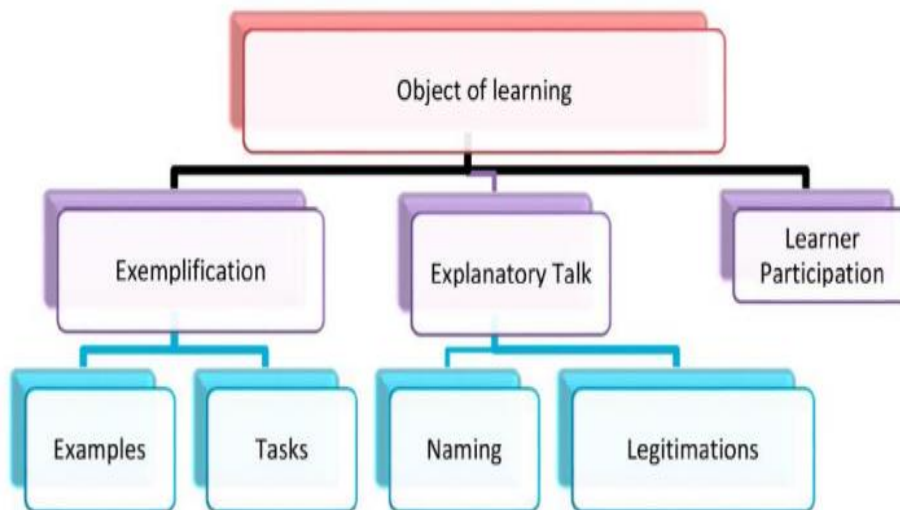 Object of learning
Exemplification
Explanatory Talk
Learner
Participation
Examples
Tasks
Naming
Legitimations